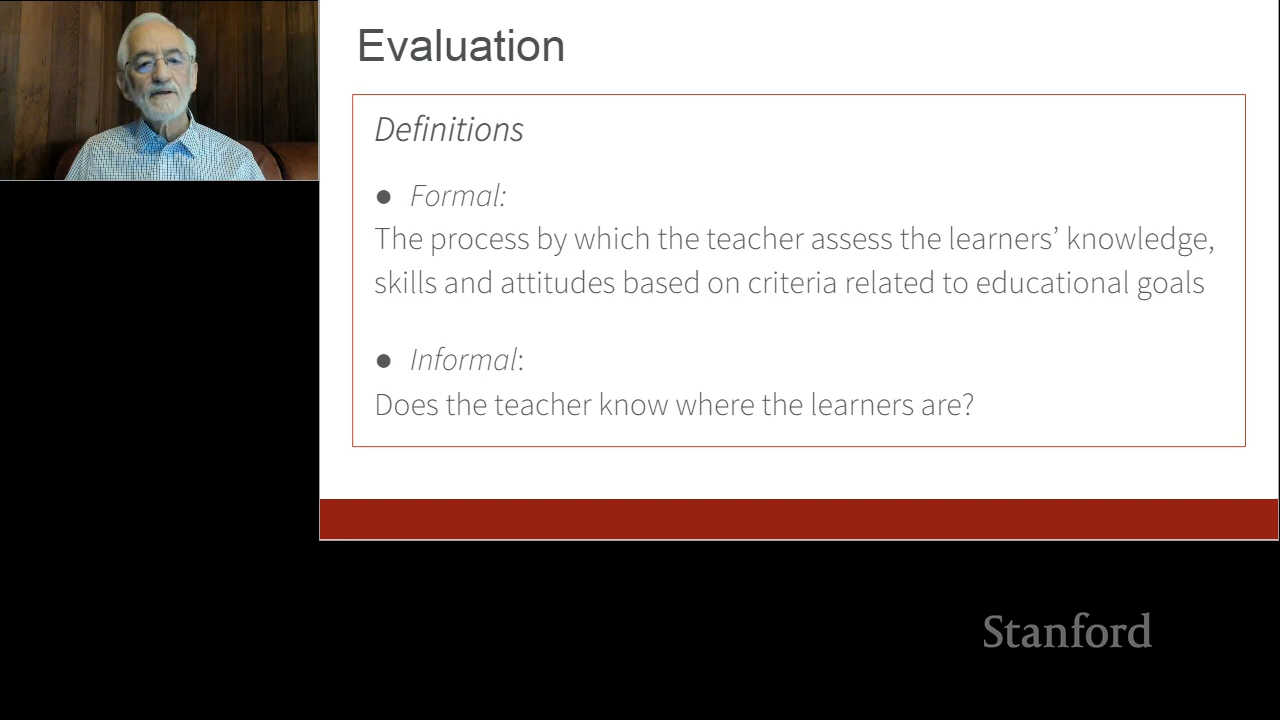 Evaluation
Definitions
● Formal:
The process by which the teacher assess the learners’ knowledge,
skills and attitudes based on criteria related to educational goals
● Informal:
Does the teacher know where the learners are?
Stanford